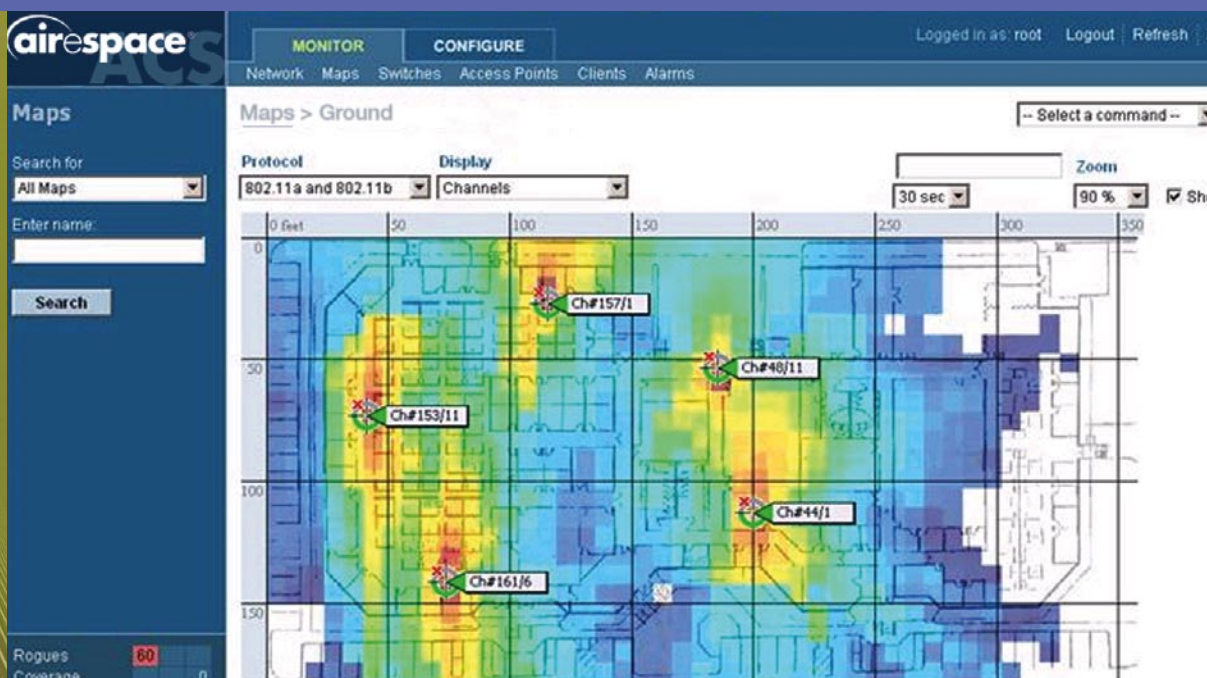 airespace
ACS
MONITOR CONFIGURE
Logged in as: root Logout Refresh
Network Maps Switches Access Points Clients Alarms
Maps
Maps > Ground
-- Select a command --
Search for
All Maps
Enter name:
Search
Protocol Display Zoom
802.11a and 802.11b Channels 30 sec 90 %
0 feet 50 100 150 200 250 300 350
0
Ch#157/1
50
Ch#48/11
Ch#153/11
100
Ch#44/1
Ch#161/6
150
Rogues 60
Coverage 0